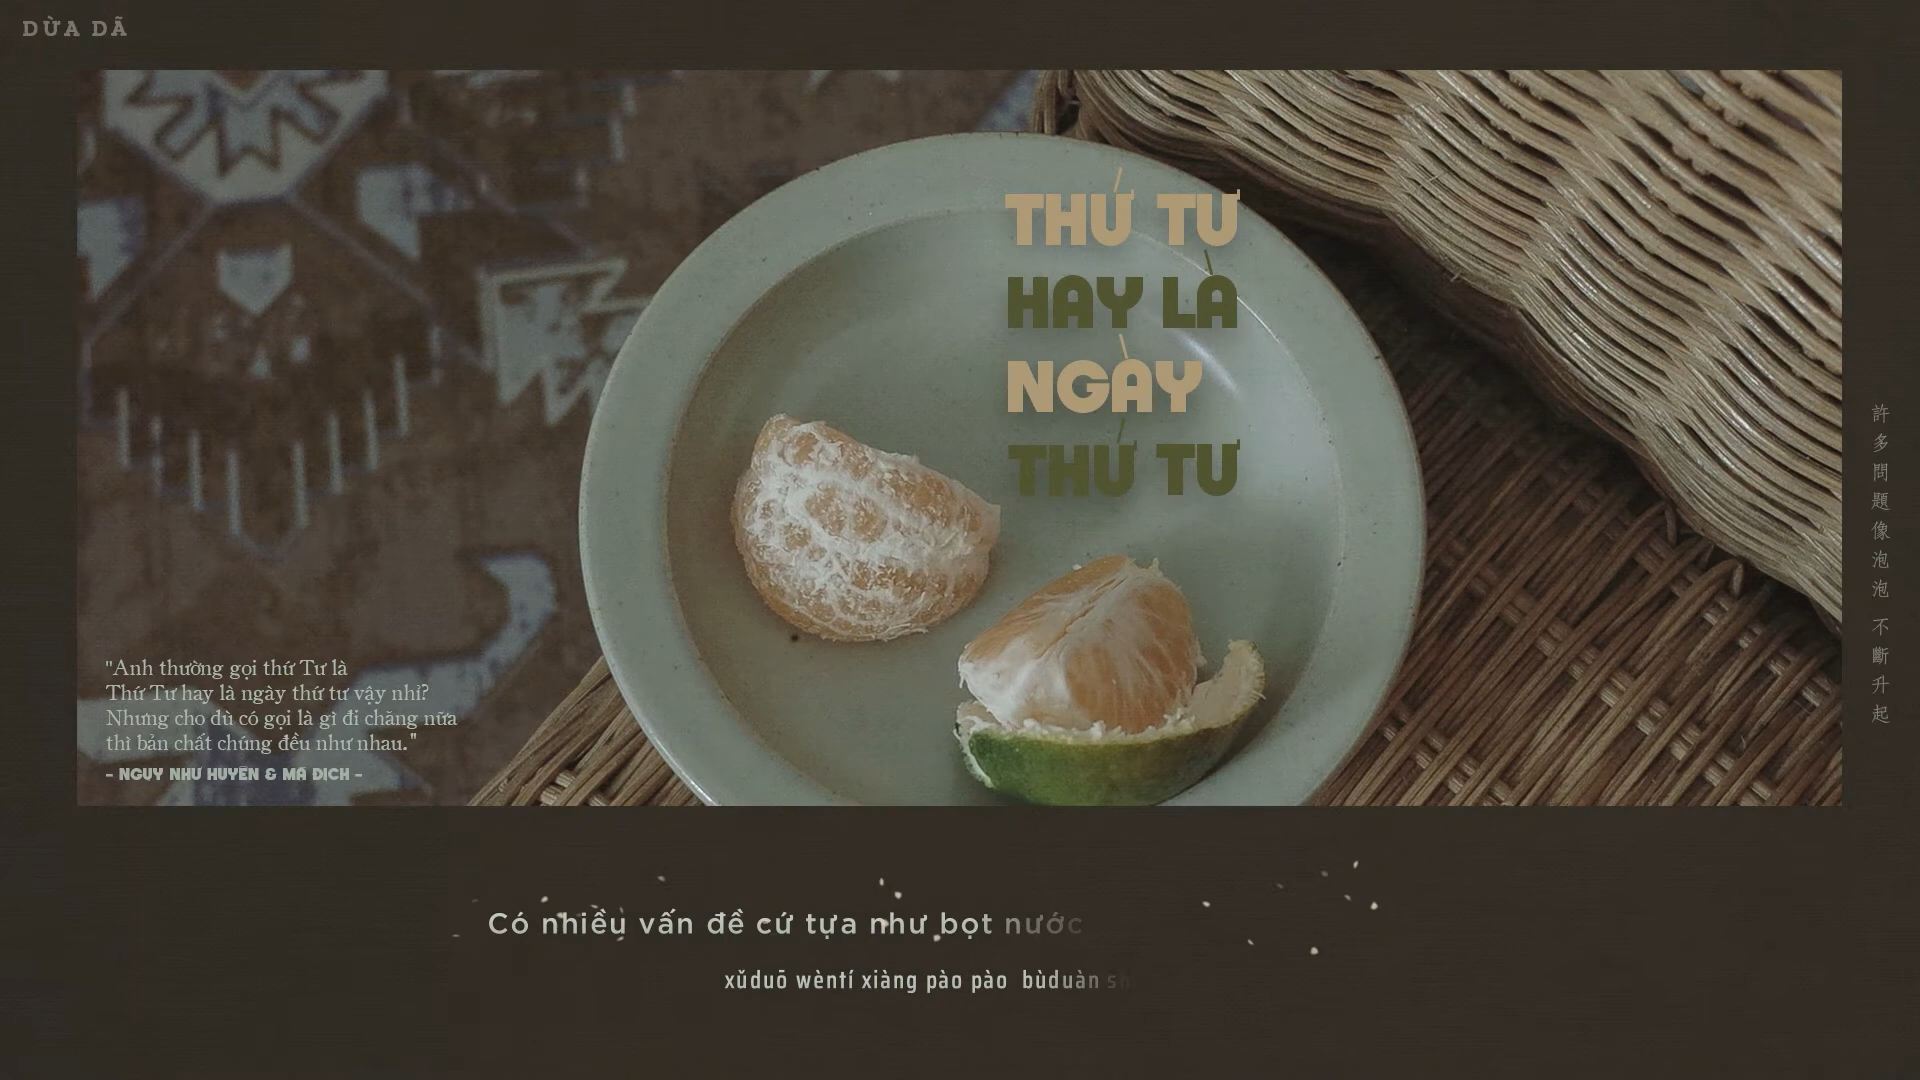 DỪA DÃ
THỨ TƯ
HAY LÀ
NGÀY
THỨ TƯ
"Anh thường gọi thứ Tư là
Thứ Tư hay là ngày thứ tư vậy nhỉ?
Nhưng cho dù có gọi là gì đi chăng nữa
thì bản chất chúng đều như nhau."
- NGỤY NHƯ HUYÊN & MÃ ĐỊCH -
許多問題像泡泡 不斷升起
Có nhiều vấn đề cứ tựa như bọt nước
xǔduō wèntí xiàng pào pào bùduàn